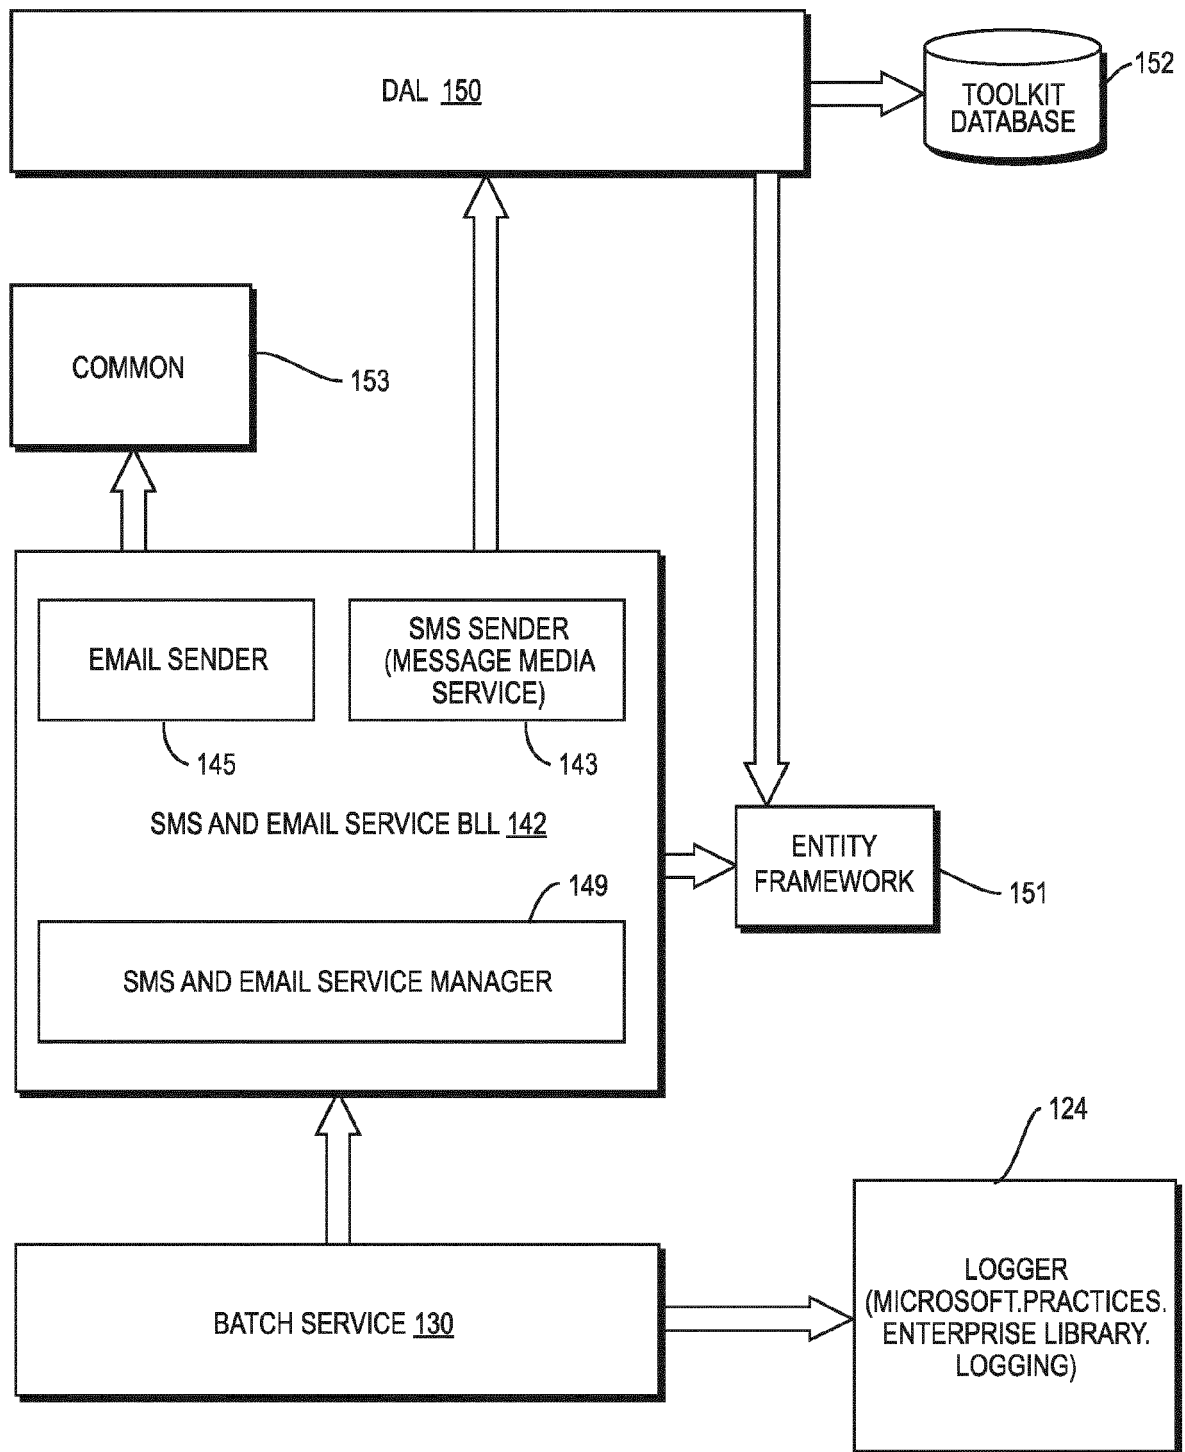 DAL 150
TOOLKIT
DATABASE
152
COMMON
153
EMAIL SENDER
SMS SENDER
(MESSAGE MEDIA
SERVICE)
145
143
SMS AND EMAIL SERVICE BLL 142
ENTITY
FRAMEWORK
151
149
SMS AND EMAIL SERVICE MANAGER
124
BATCH SERVICE 130
LOGGER
(MICROSOFT.PRACTICES.
ENTERPRISE LIBRARY.
LOGGING)